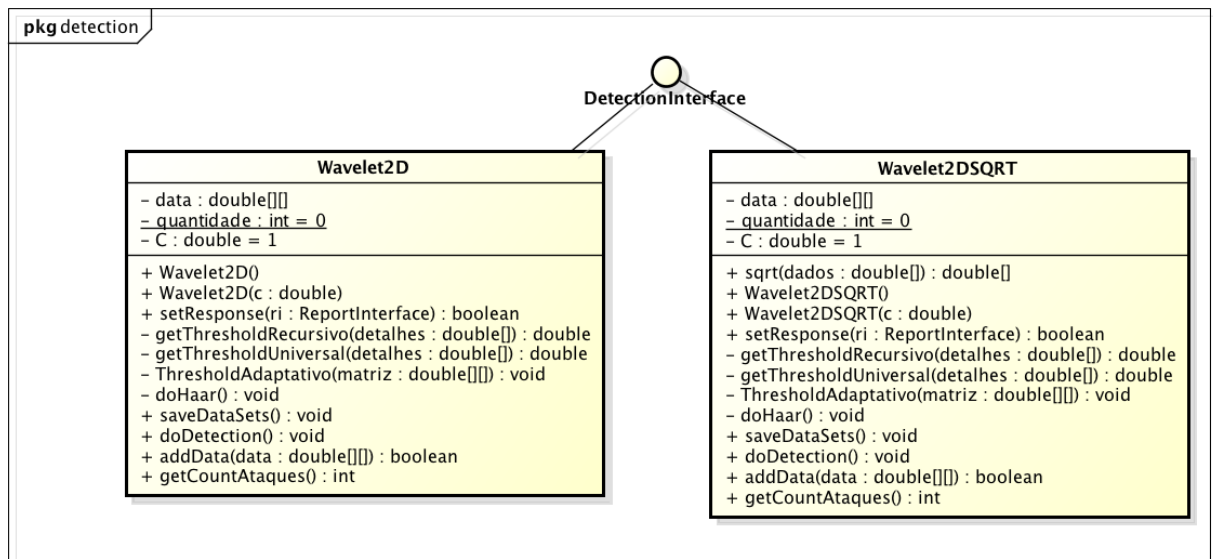 pkg detection
DetectionInterface
Wavelet2D
- data : double[][]
- quantidade : int = 0
- C : double = 1
+ Wavelet2D()
+ Wavelet2D(c : double)
+ setResponse(ri : ReportInterface) : boolean
- getThresholdRecursivo(detalhes : double[]) : double
- getThresholdUniversal(detalhes : double[]) : double
- ThresholdAdaptativo(matriz : double[][]) : void
- doHaar() : void
+ saveDataSets() : void
+ doDetection() : void
+ addData(data : double[][]) : boolean
+ getCountAtaques() : int
Wavelet2DSQRT
- data : double[][]
- quantidade : int = 0
- C : double = 1
+ sqrt(dados : double[]) : double[]
+ Wavelet2DSQRT()
+ Wavelet2DSQRT(c : double)
+ setResponse(ri : ReportInterface) : boolean
- getThresholdRecursivo(detalhes : double[]) : double
- getThresholdUniversal(detalhes : double[]) : double
- ThresholdAdaptativo(matriz : double[][]) : void
- doHaar() : void
+ saveDataSets() : void
+ doDetection() : void
+ addData(data : double[][]) : boolean
+ getCountAtaques() : int